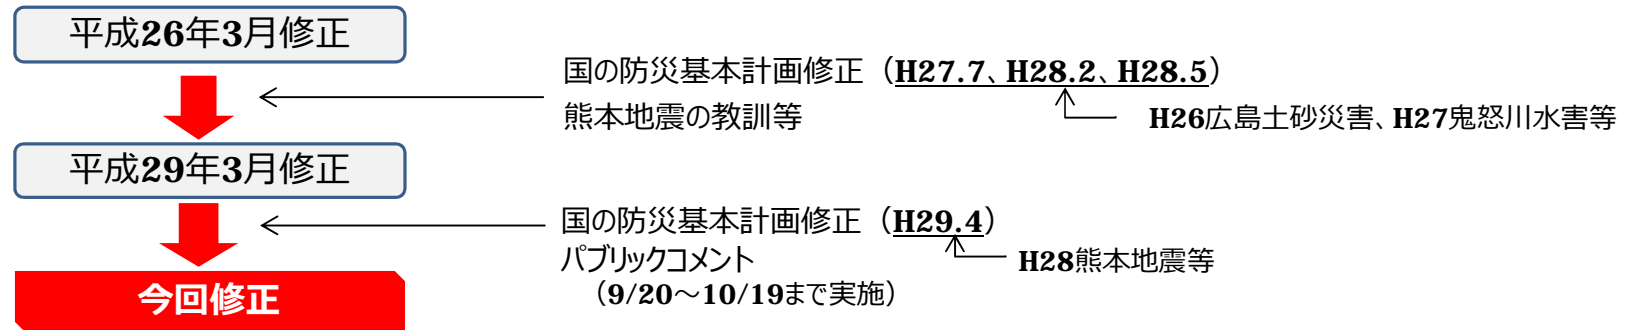 平成26年3月修正
国の防災基本計画修正（H27.7、H28.2、H28.5）
熊本地震の教訓等
H26広島土砂災害、H27鬼怒川水害等
平成29年3月修正
国の防災基本計画修正（H29.4）
パブリックコメント
H28熊本地震等
（9/20～10/19まで実施）
今回修正